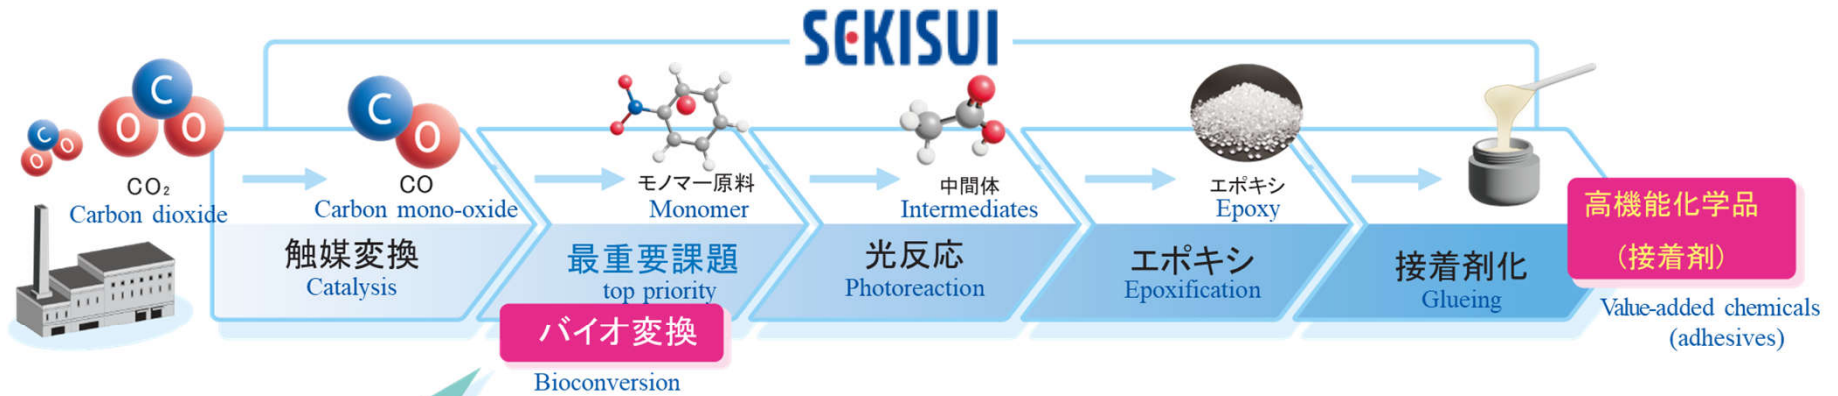 SEKISUI
C
O
O
C
O
O
CO₂
Carbon dioxide
C
O
CO
Carbon mono-oxide
モノマー原料
Monomer
中間体
Intermediates
エポキシ
Epoxy
触媒変換
Catalysis
最重要課題
top priority
バイオ変換
Bioconversion
光反応
Photoreaction
エポキシ
Epoxification
接着剤化
Glueing
高機能化学品
（接着剤）
Value-added chemicals
(adhesives)